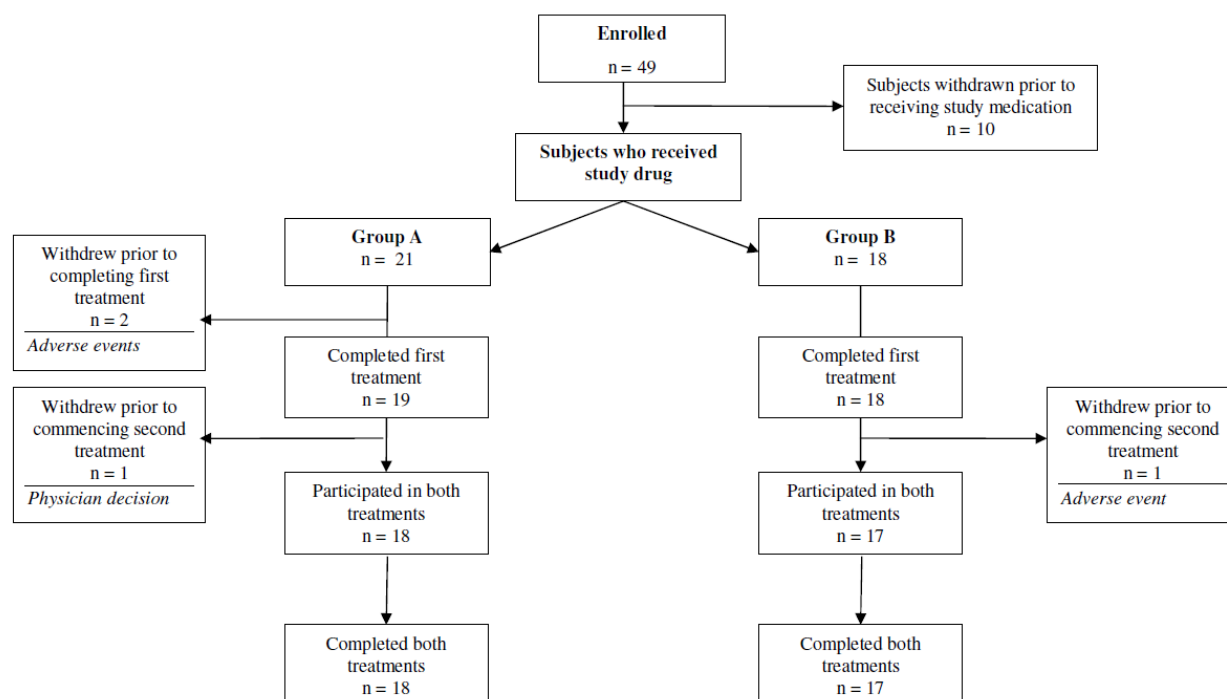 Enrolled
n = 49
Subjects withdrawn prior to
receiving study medication
n = 10
Subjects who received
study drug
Group A
n =  21
Group B
n =  18
Withdrew prior to
completing first
treatment
n = 2
Adverse events
Completed first
treatment
n = 19
Completed first
treatment
n = 18
Withdrew prior to
commencing second
treatment
n = 1
Physician decision
Withdrew prior to
commencing second
treatment
n = 1
Adverse event
Participated in both
treatments
n = 18
Participated in both
treatments
n = 17
Completed both
treatments
n = 18
Completed both
treatments
n = 17